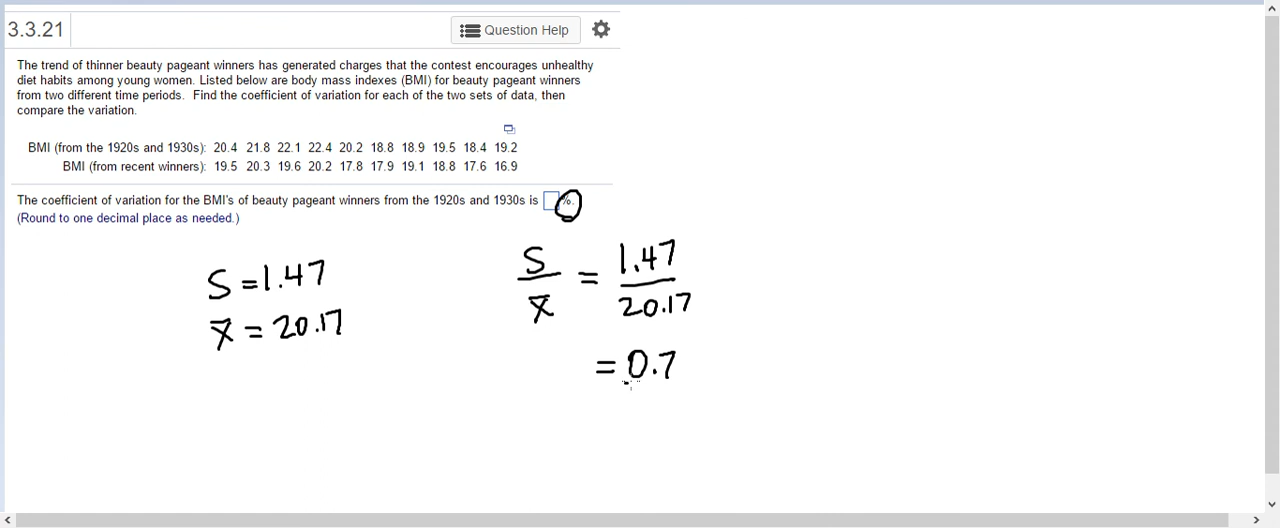 3.3.21
Question Help
The trend of thinner beauty pageant winners has generated charges that the contest encourages unhealthy
diet habits among young women. Listed below are body mass indexes (BMI) for beauty pageant winners
from two different time periods. Find the coefficient of variation for each of the two sets of data, then
compare the variation.
BMI (from the 1920s and 1930s): 20.4 21.8 22.1 22.4 20.2 18.8 18.9 19.5 18.4 19.2
BMI (from recent winners): 19.5 20.3 19.6 20.2 17.8 17.9 19.1 18.8 17.6 16.9
The coefficient of variation for the BMI's of beauty pageant winners from the 1920s and 1930s is %.
(Round to one decimal place as needed.)
S = 1.47
x̄ = 20.17
S/x̄ = 1.47/20.17
= 0.7